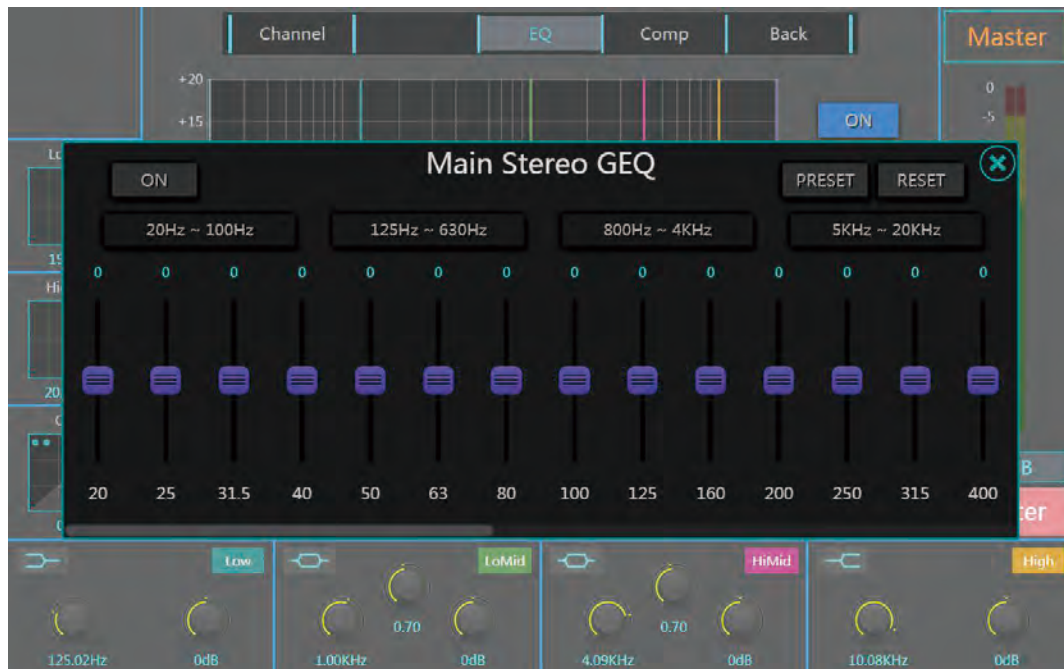 Channel EQ Comp Back
Master
+20
0
+15
-5
ON
Main Stereo GEQ
ON
PRESET RESET
20Hz ~ 100Hz 125Hz ~ 630Hz 800Hz ~ 4KHz 5KHz ~ 20KHz
0 0 0 0 0 0 0 0 0 0 0 0 0 0
20 25 31.5 40 50 63 80 100 125 160 200 250 315 400
Low LoMid HiMid High
0.70 0.70
125.02Hz 0dB 1.00KHz 0dB 4.09KHz 0dB 10.08KHz 0dB